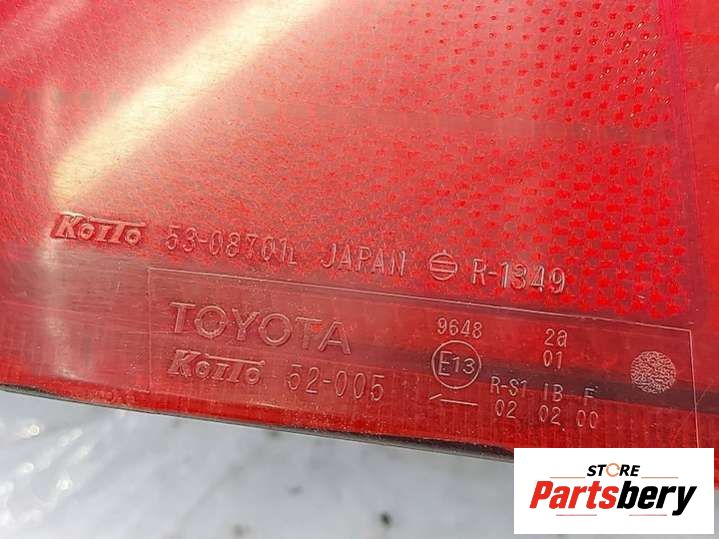 KOITO 53-08701L JAPAN R-1349
TOYOTA 9648 2a
01
KOITO 52-005 E13 R-S1 IB F
02 02 00
STORE
Partsbery